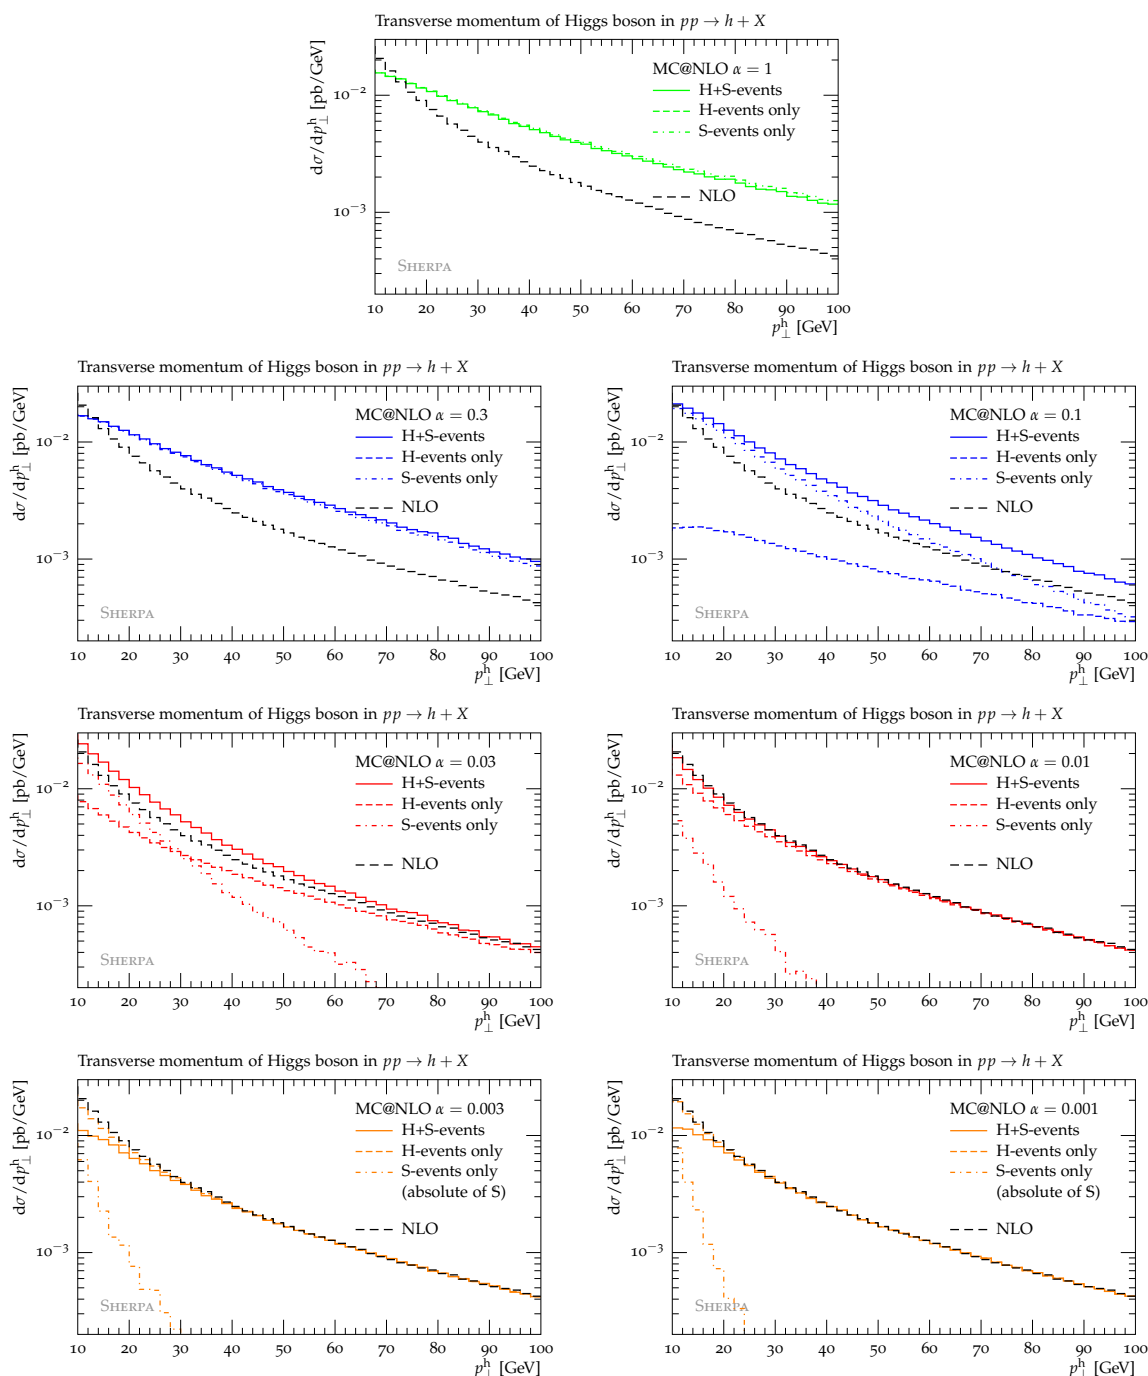 Transverse momentum of Higgs boson in pp → h + X
dσ/dp⊥^h [pb/GeV]
10^−2
10^−3
MC@NLO α = 1
H+S-events
H-events only
S-events only
NLO
SHERPA
10 20 30 40 50 60 70 80 90 100
p⊥^h [GeV]
Transverse momentum of Higgs boson in pp → h + X
dσ/dp⊥^h [pb/GeV]
10^−2
10^−3
MC@NLO α = 0.3
H+S-events
H-events only
S-events only
NLO
SHERPA
10 20 30 40 50 60 70 80 90 100
p⊥^h [GeV]
Transverse momentum of Higgs boson in pp → h + X
dσ/dp⊥^h [pb/GeV]
10^−2
10^−3
MC@NLO α = 0.1
H+S-events
H-events only
S-events only
NLO
SHERPA
10 20 30 40 50 60 70 80 90 100
p⊥^h [GeV]
Transverse momentum of Higgs boson in pp → h + X
dσ/dp⊥^h [pb/GeV]
10^−2
10^−3
MC@NLO α = 0.03
H+S-events
H-events only
S-events only
NLO
SHERPA
10 20 30 40 50 60 70 80 90 100
p⊥^h [GeV]
Transverse momentum of Higgs boson in pp → h + X
dσ/dp⊥^h [pb/GeV]
10^−2
10^−3
MC@NLO α = 0.01
H+S-events
H-events only
S-events only
NLO
SHERPA
10 20 30 40 50 60 70 80 90 100
p⊥^h [GeV]
Transverse momentum of Higgs boson in pp → h + X
dσ/dp⊥^h [pb/GeV]
10^−2
10^−3
MC@NLO α = 0.003
H+S-events
H-events only
S-events only
(absolute of S)
NLO
SHERPA
10 20 30 40 50 60 70 80 90 100
p⊥^h [GeV]
Transverse momentum of Higgs boson in pp → h + X
dσ/dp⊥^h [pb/GeV]
10^−2
10^−3
MC@NLO α = 0.001
H+S-events
H-events only
S-events only
(absolute of S)
NLO
SHERPA
10 20 30 40 50 60 70 80 90 100
p⊥^h [GeV]